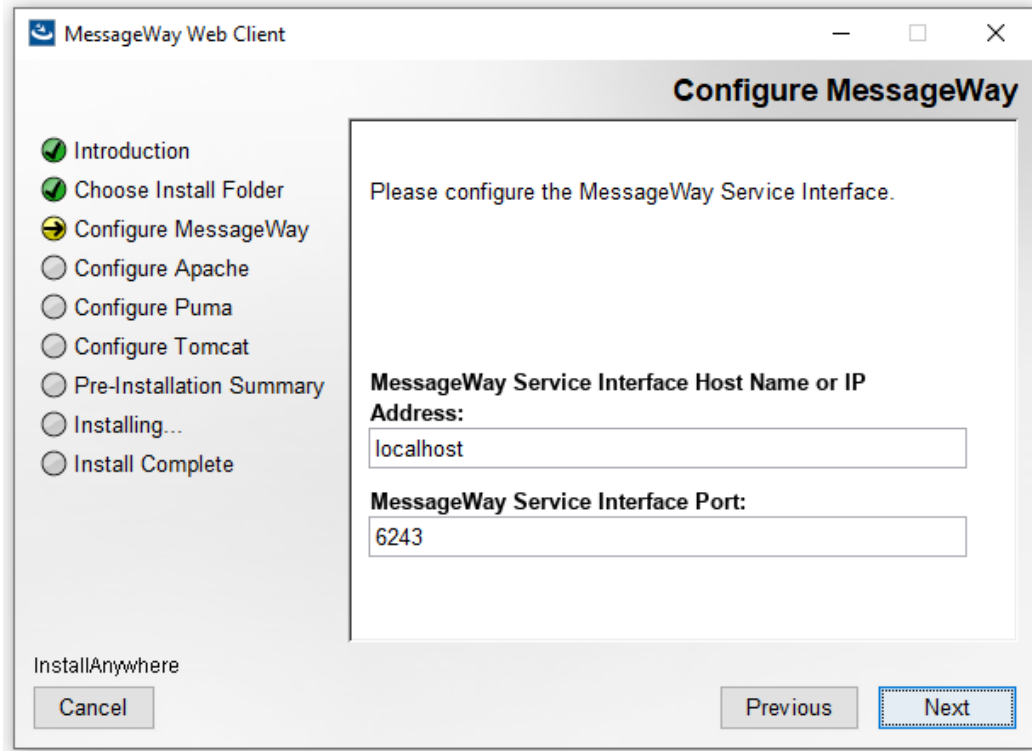 MessageWay Web Client
Configure MessageWay
Introduction
Choose Install Folder
Configure MessageWay
Configure Apache
Configure Puma
Configure Tomcat
Pre-Installation Summary
Installing...
Install Complete
Please configure the MessageWay Service Interface.
MessageWay Service Interface Host Name or IP
Address:
localhost
MessageWay Service Interface Port:
6243
InstallAnywhere
Cancel
Previous
Next